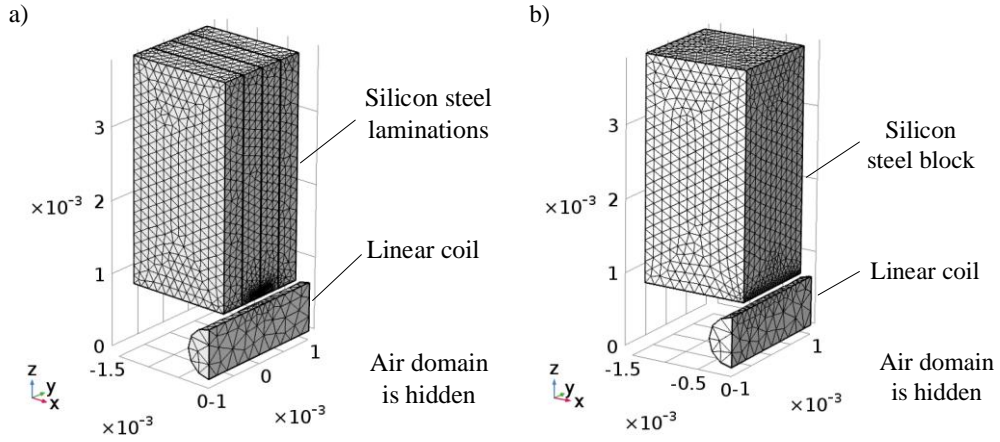 a)
Silicon steel
laminations
3
×10⁻³
2
1
Linear coil
0
-1.5
0
1
0-1
Air domain
is hidden
z
y
x
×10⁻³
×10⁻³
b)
Silicon
steel block
3
×10⁻³
2
1
Linear coil
0
-1.5
-0.5
0-1
1
Air domain
is hidden
z
y
x
×10⁻³
×10⁻³